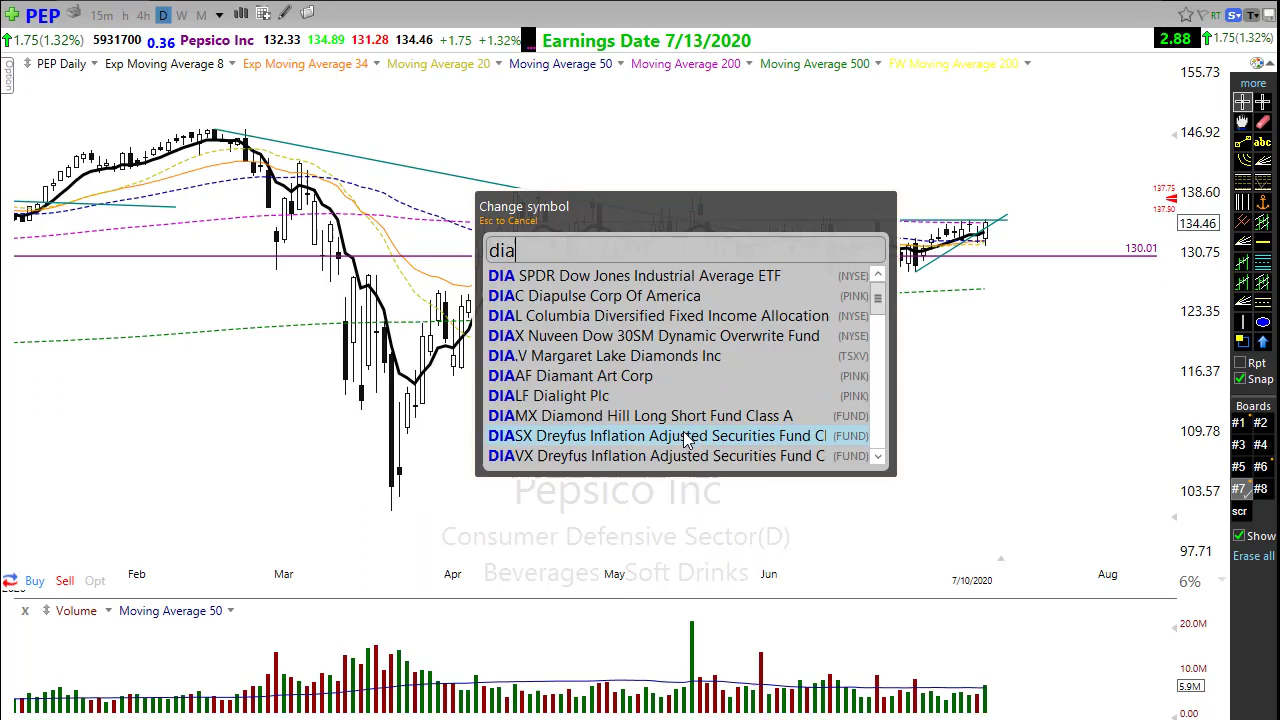 PEP 15m h 4h D W M RT S T
1.75(1.32%) 5931700 0.36 Pepsico Inc 132.33 134.89 131.28 134.46 +1.75 +1.32% Earnings Date 7/13/2020 2.88 1.75(1.32%)
Option
PEP Daily Exp Moving Average 8 Exp Moving Average 34 Moving Average 20 Moving Average 50 Moving Average 200 Moving Average 500 FW Moving Average 200
155.73
146.92
138.60
137.75
137.50
134.46
130.75
130.01
122.35
116.37
109.78
103.57
97.71
Change symbol
Esc to Cancel
dia
DIA SPDR Dow Jones Industrial Average ETF (NYSE)
DIAC Diapulse Corp Of America (PINK)
DIAL Columbia Diversified Fixed Income Allocation (NYSE)
DIAX Nuveen Dow 30SM Dynamic Overwrite Fund (NYSE)
DIA.V Margaret Lake Diamonds Inc (TSXV)
DIAAF Diamant Art Corp (PINK)
DIALF Dialight Plc (PINK)
DIAMX Diamond Hill Long Short Fund Class A (FUND)
DIASX Dreyfus Inflation Adjusted Securities Fund Cl (FUND)
DIAVX Dreyfus Inflation Adjusted Securities Fund C (FUND)
Pepsico Inc
Consumer Defensive Sector(D)
Beverages - Soft Drinks
Buy Sell Opt
Feb Mar Apr May Jun 7/10/2020 Aug 6%
x Volume Moving Average 50
20.0M
10.0M
5.9M
0.00
more
abc
Rpt
Snap
Boards
#1 #2
#3 #4
#5 #6
#7 #8
scr
Show
Erase all